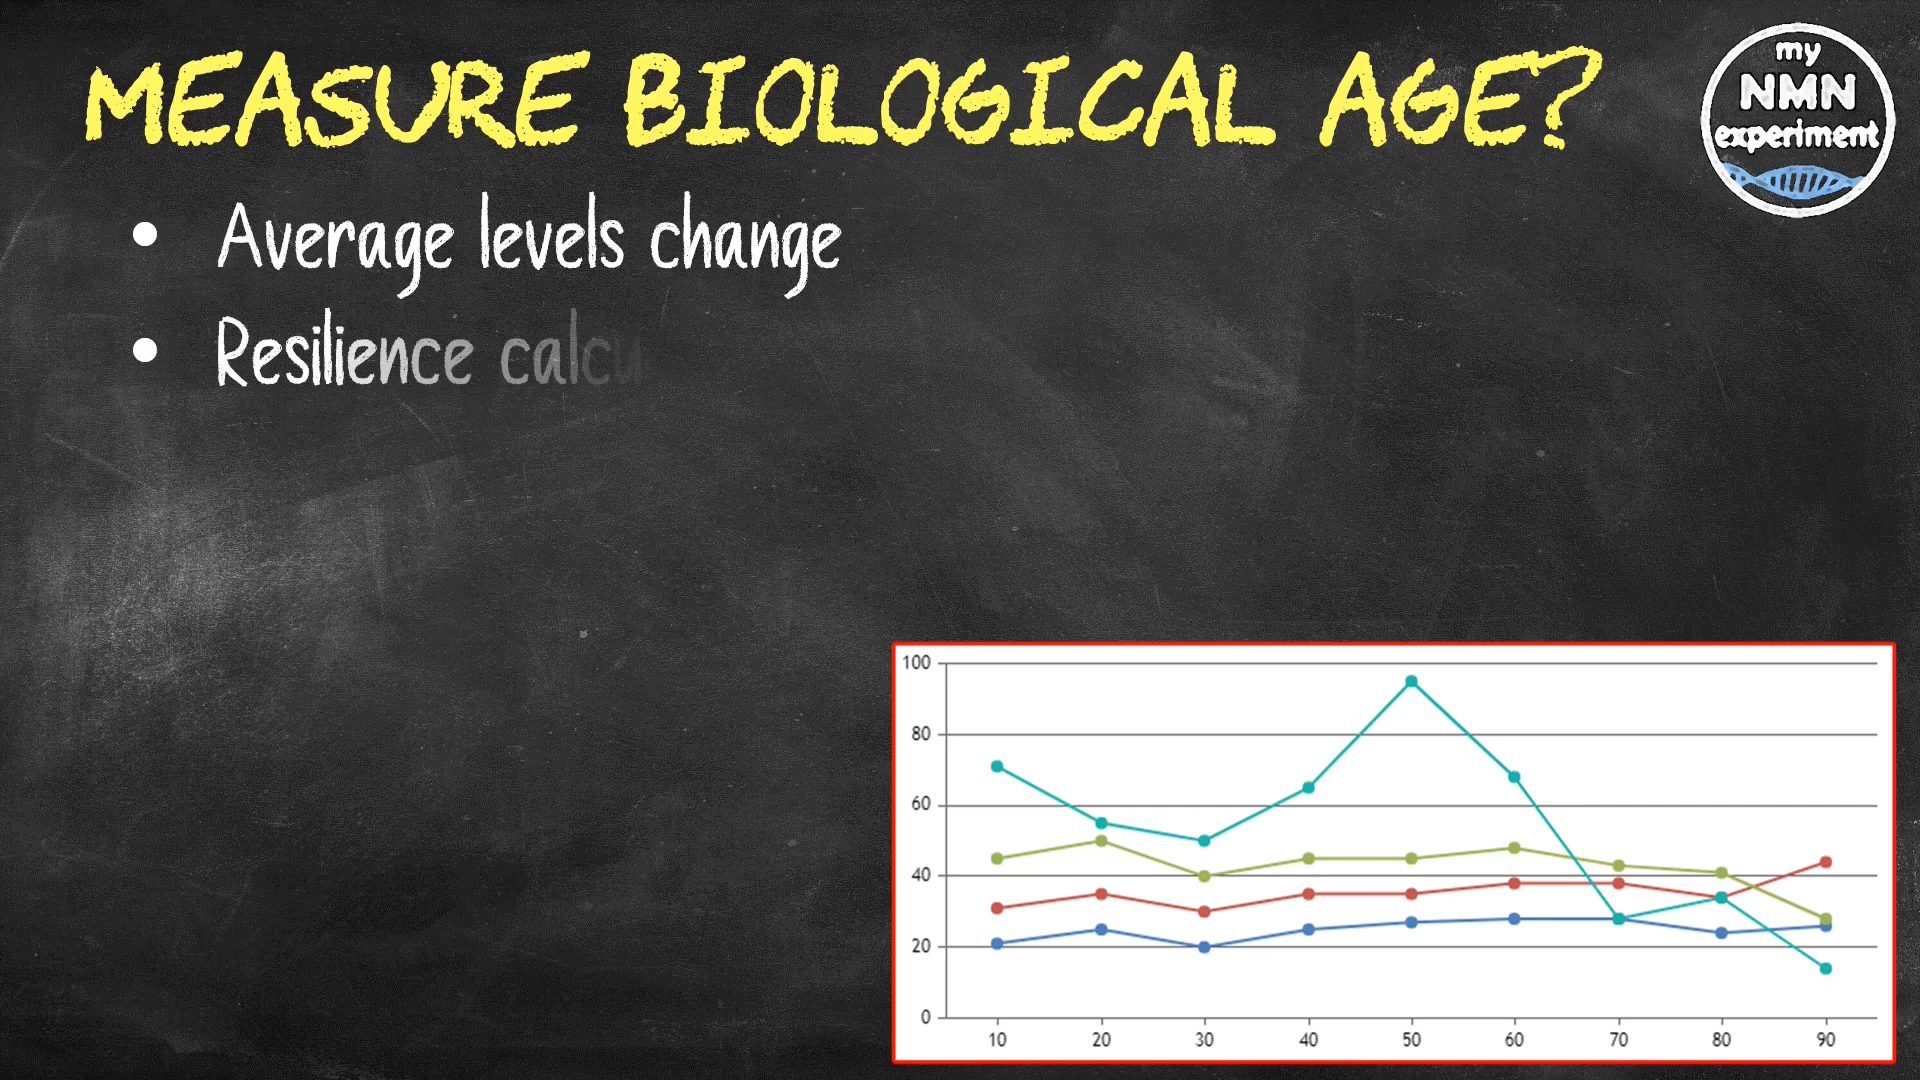 MEASURE BIOLOGICAL AGE?
my
NMN
experiment
• Average levels change
• Resilience calcu
100
80
60
40
20
0
10 20 30 40 50 60 70 80 90